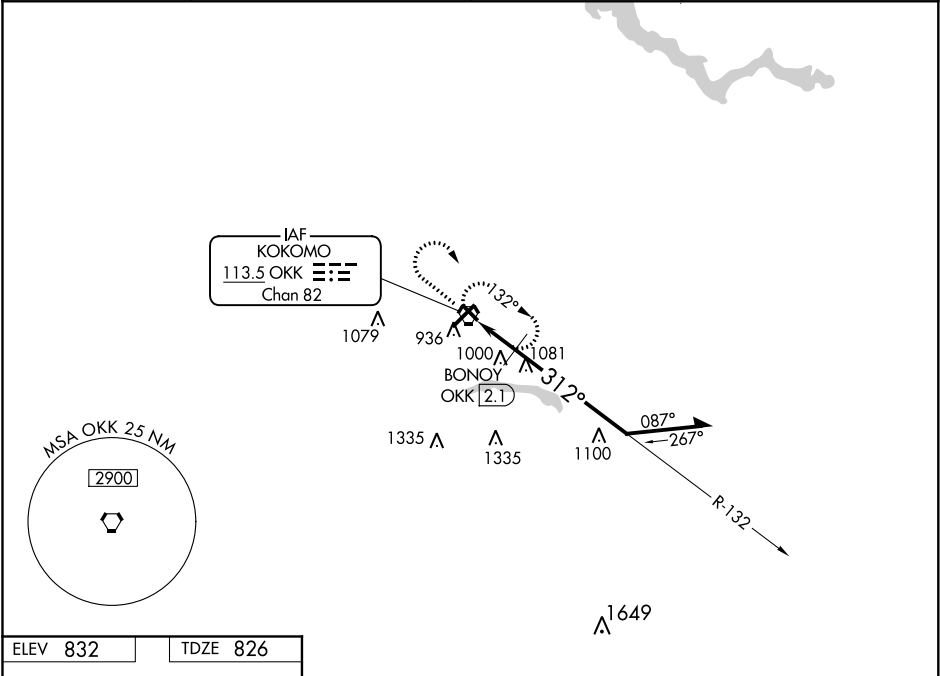 IAF
KOKOMO
113.5 OKK
Chan 82
132°
1079
936
1000
1081
BONOY
OKK 2.1
312°
087°
267°
1335
1335
1100
R-132
MSA OKK 25 NM
2900
1649
ELEV 832
TDZE 826